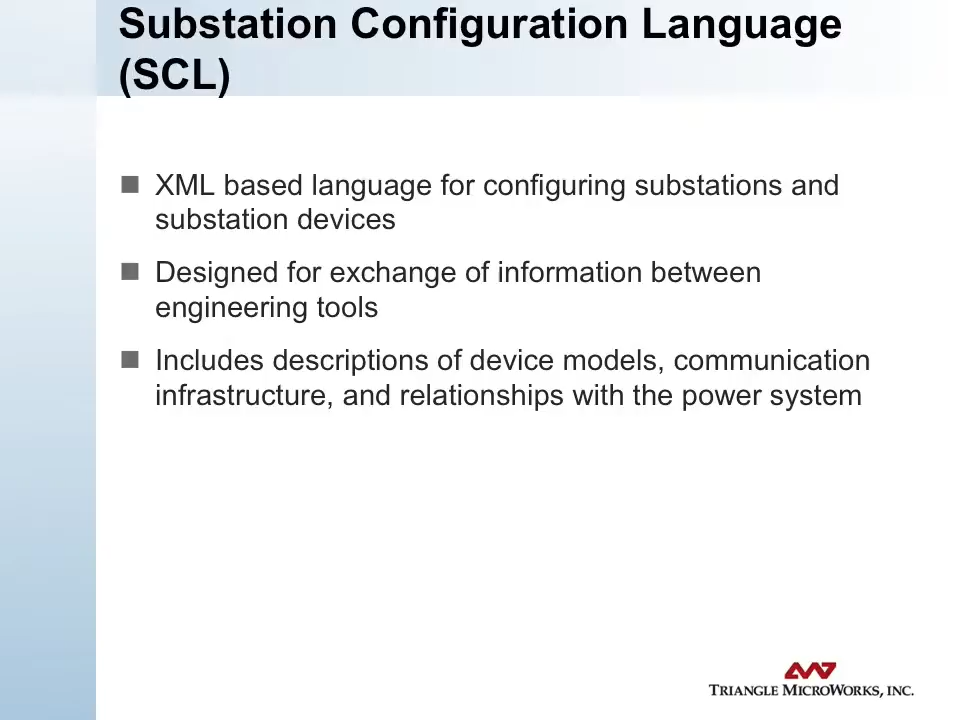 Substation Configuration Language
(SCL)
XML based language for configuring substations and
substation devices
Designed for exchange of information between
engineering tools
Includes descriptions of device models, communication
infrastructure, and relationships with the power system
TRIANGLE MICROWORKS, INC.